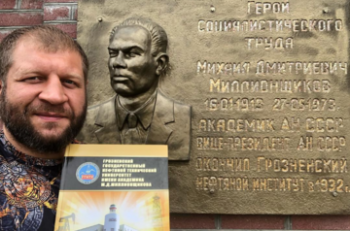 ГЕРОЙ
СОЦИАЛИСТИЧЕСКОГО
ТРУДА
МИХАИЛ ДМИТРИЕВИЧ
МИЛЛИОНЩИКОВ
16.01.1913 27.05.1973
АКАДЕМИК АН СССР
ВИЦЕ-ПРЕЗИДЕНТ АН СССР
ОКОНЧИЛ ГРОЗНЕНСКИЙ
НЕФТЯНОЙ ИНСТИТУТ В 1932 г.
ГРОЗНЕНСКИЙ
ГОСУДАРСТВЕННЫЙ
НЕФТЯНОЙ ТЕХНИЧЕСКИЙ
УНИВЕРСИТЕТ
ИМЕНИ АКАДЕМИКА
М.Д. МИЛЛИОНЩИКОВА